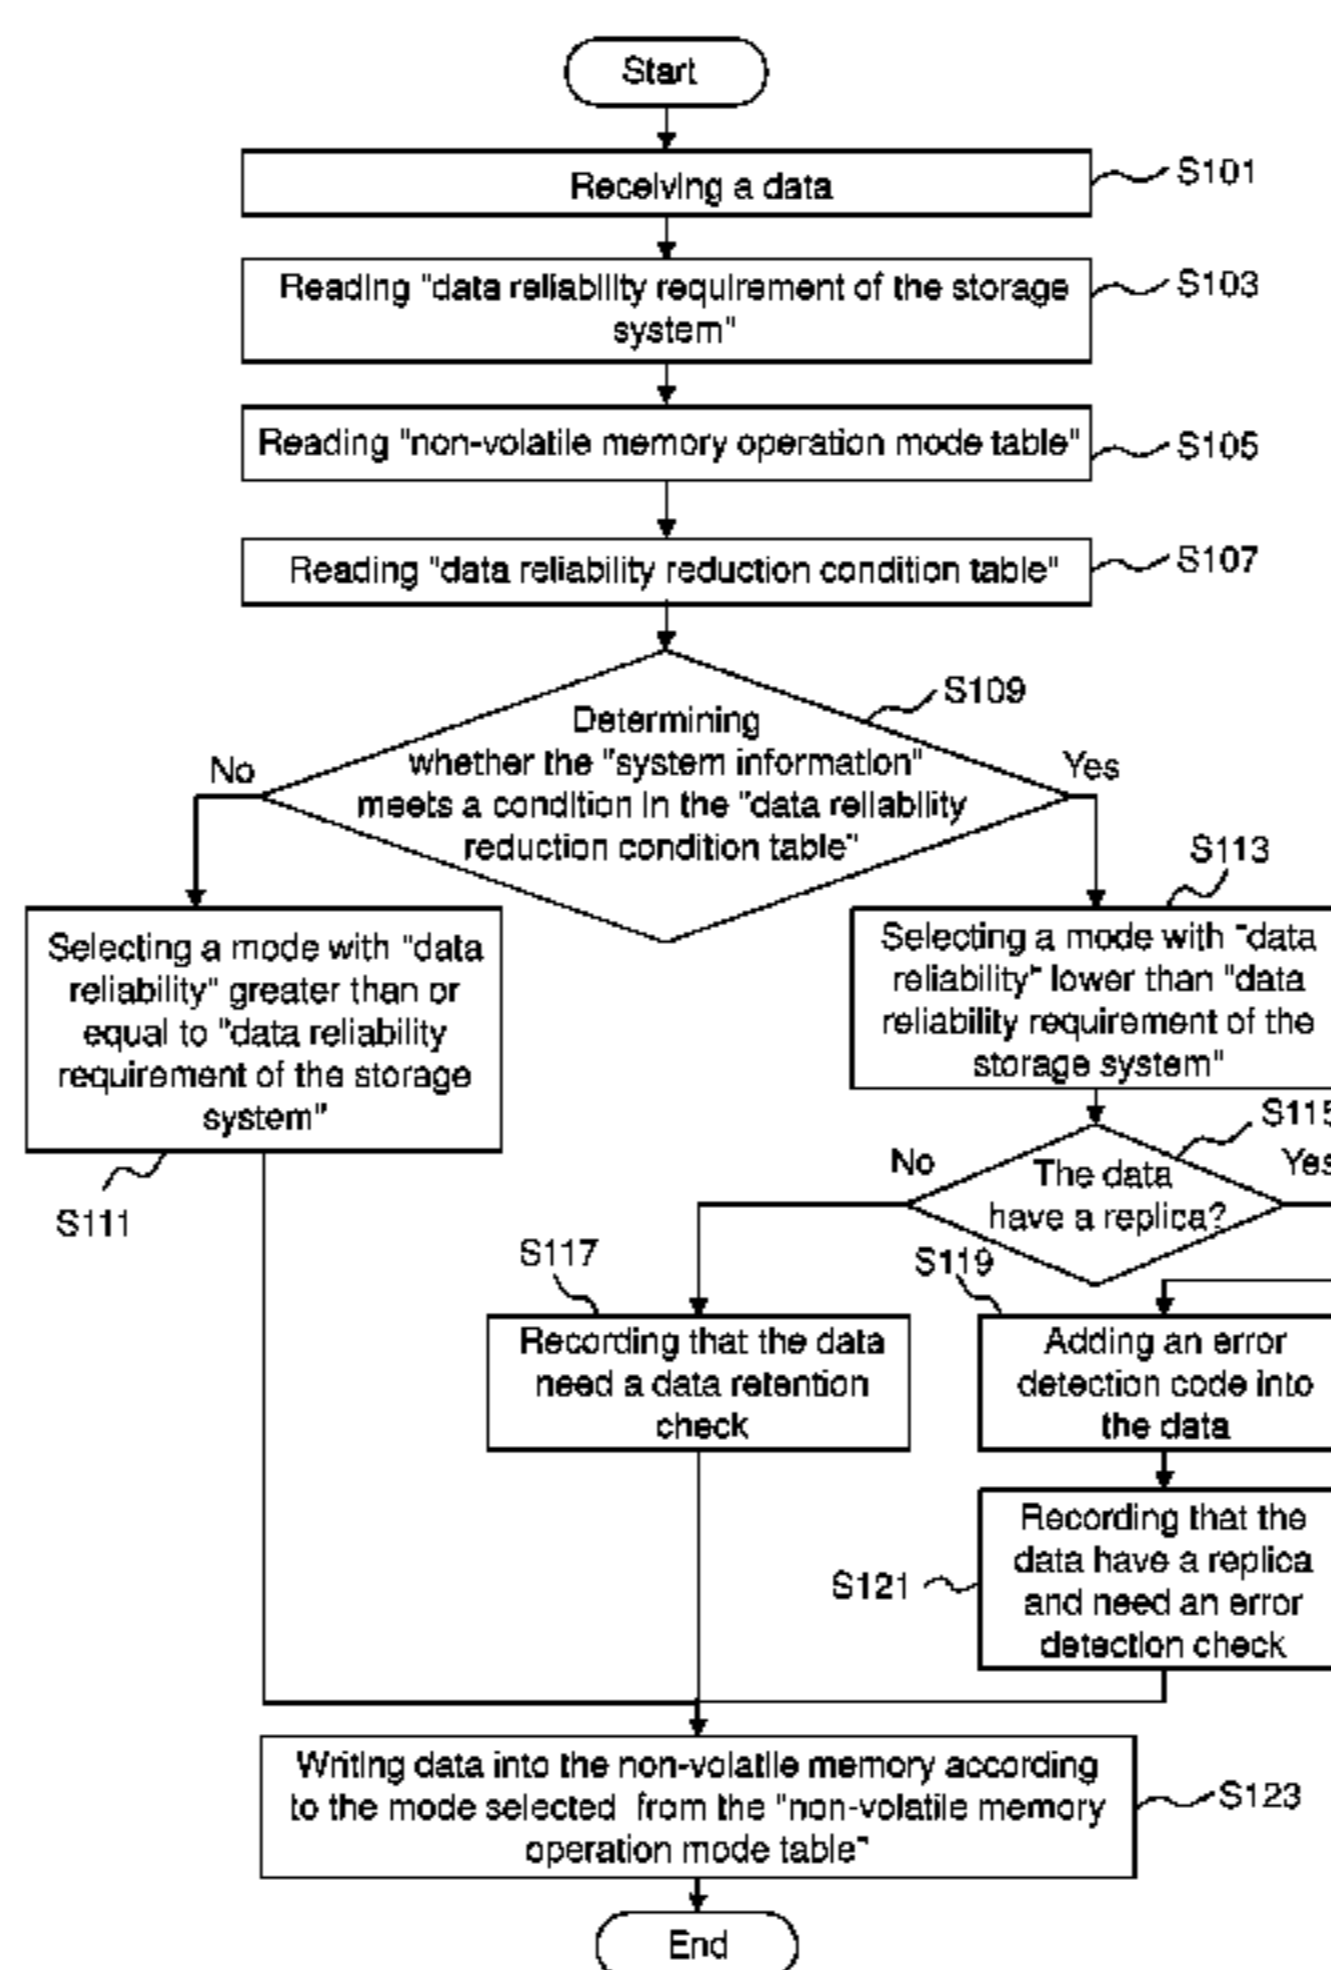 Start
Receiving a data
S101
Reading "data reliability requirement of the storage
system"
S103
Reading "non-volatile memory operation mode table"
S105
Reading "data reliability reduction condition table"
S107
S109
Determining
whether the "system information"
meets a condition in the "data reliability
reduction condition table"
No
Yes
S113
Selecting a mode with "data
reliability" greater than or
equal to "data reliability
requirement of the storage
system"
S111
Selecting a mode with "data
reliability" lower than "data
reliability requirement of the
storage system"
S115
No
Yes
The data
have a replica?
S117
Recording that the data
need a data retention
check
S119
Adding an error
detection code into
the data
Recording that the
data have a replica
and need an error
detection check
S121
Writing data into the non-volatile memory according
to the mode selected from the "non-volatile memory
operation mode table"
S123
End